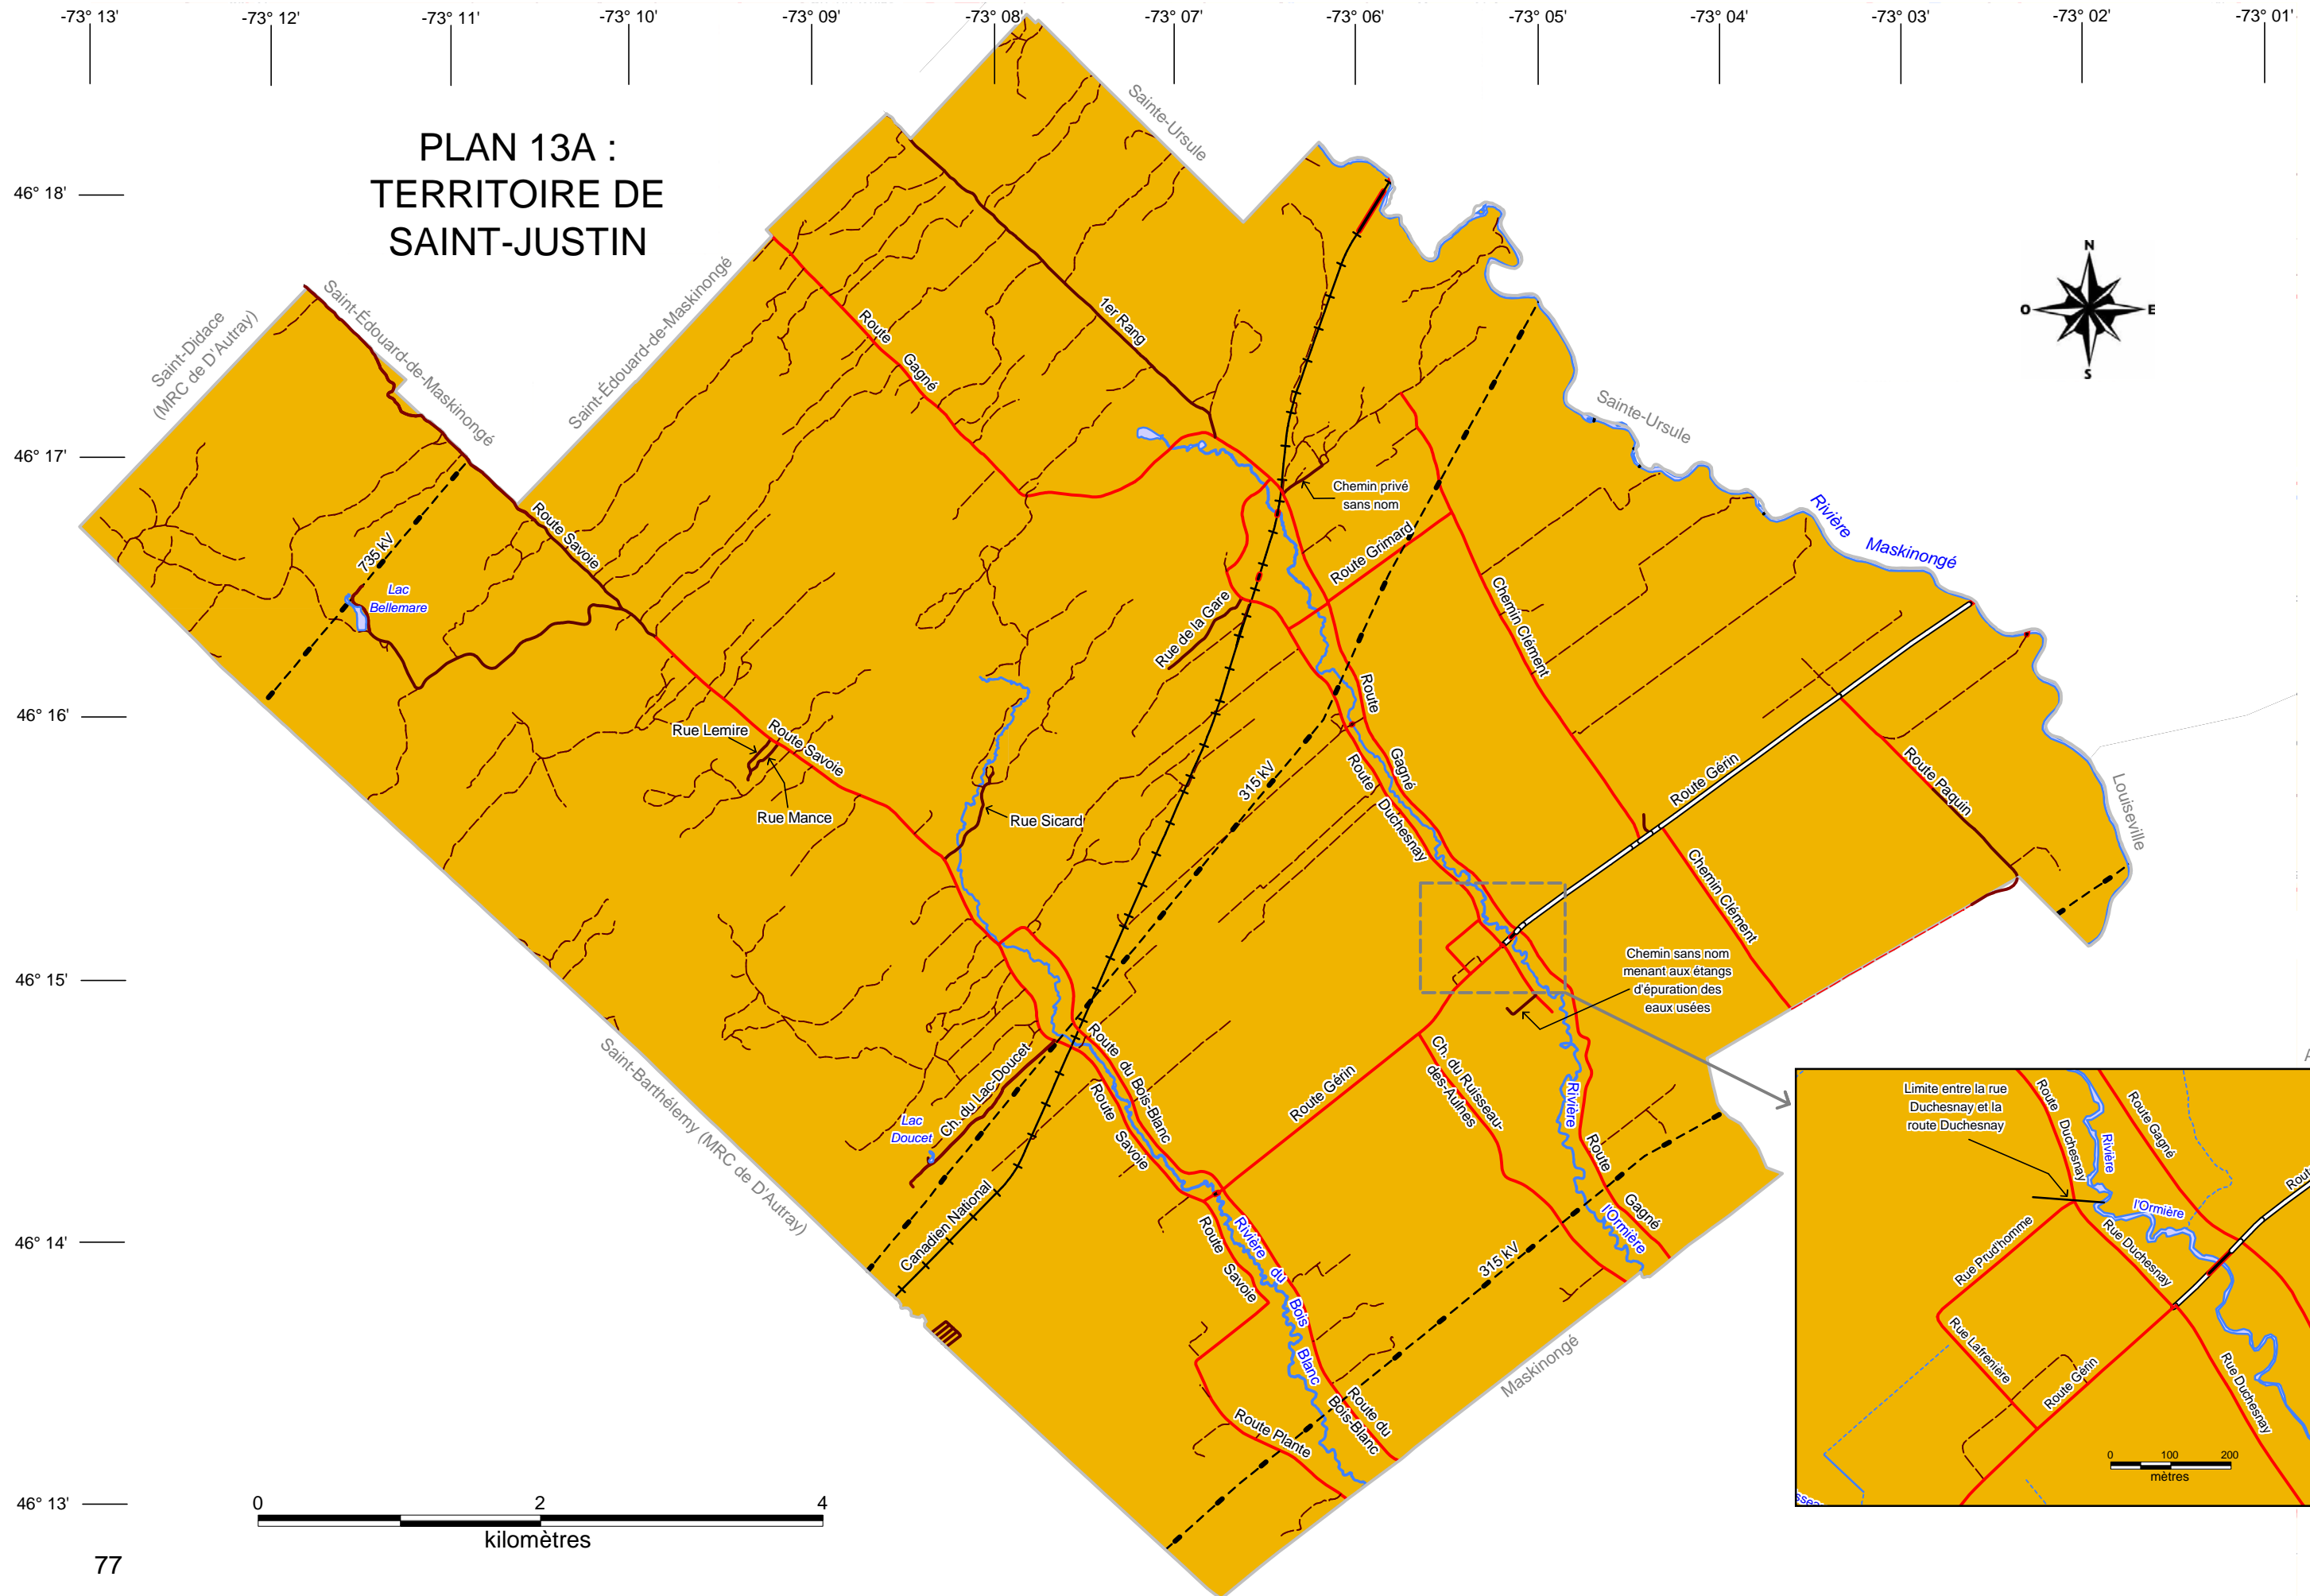 -73° 13'
-73° 12'
-73° 11'
-73° 10'
-73° 09'
-73° 08'
-73° 07'
-73° 06'
-73° 05'
-73° 04'
-73° 03'
-73° 02'
-73° 01'
PLAN 13A :
TERRITOIRE DE
SAINT-JUSTIN
46° 18'
46° 17'
46° 16'
46° 15'
46° 14'
46° 13'
N
O
E
S
Sainte-Ursule
Saint-Didace
(MRC de D'Autray)
Saint-Édouard-de-Maskinongé
Saint-Édouard-de-Maskinongé
1er Rang
Route
Gagné
Sainte-Ursule
Rivière
Maskinongé
Chemin privé
sans nom
Route Savoie
735 kV
Lac
Bellemare
Route Grimard
Rue de la Gare
Chemin Clément
Rue Lemire
Route Savoie
Rue Mance
Rue Sicard
315 kV
Route
Gagné
Route
Duchesnay
Route Gérin
Route Paquin
Louiseville
Chemin Clément
Chemin sans nom
menant aux étangs
d'épuration des
eaux usées
Saint-Barthélemy (MRC de D'Autray)
Lac
Doucet
Ch. du Lac-Doucet
Route du Bois-Blanc
Route
Savoie
Route Gérin
Ch. du Ruisseau-
des-Aulnes
Rivière
l'Ormière
Route
Gagné
Canadien National
Route
Savoie
Rivière
du
Bois
Blanc
315 kV
Route Plante
Route du
Bois-Blanc
Maskinongé
Limite entre la rue
Duchesnay et la
route Duchesnay
Route
Duchesnay
Rivière
l'Ormière
Route Gagné
Rue Prud'homme
Rue Duchesnay
Rue Lafrenière
Route Gérin
Rue Duchesnay
0 100 200
mètres
0 2 4
kilomètres
77